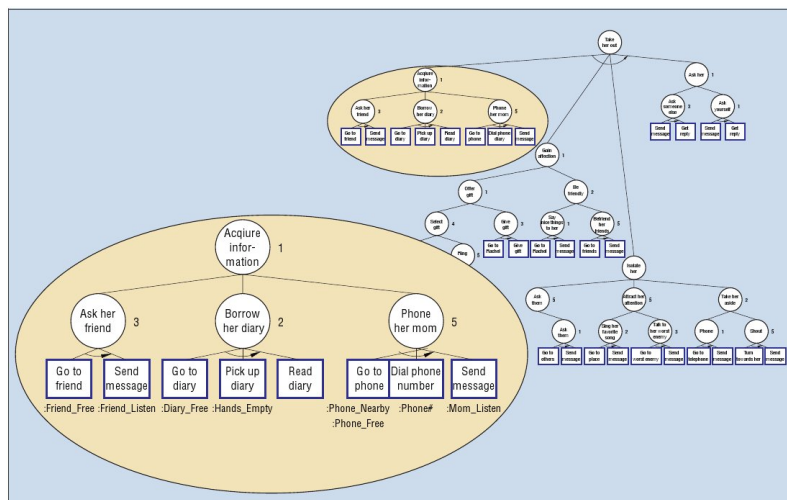 Take
her out
Acqiure
infor-
mation
1
Ask her
friend
3
Borrow
her diary
2
Phone
her mom
5
Go to
friend
Send
message
Go to
diary
Pick up
diary
Read
diary
Go to
phone
Dial phone
diary
Send
message
Ask her
1
Ask
someone
else
3
Ask
yourself
1
Send
message
Get
reply
Send
message
Get
reply
Gain
affection
1
Offer
gift
1
Be
friendly
2
Select
gift
4
Give
gift
3
Say
nice things
to her
1
Befriend
her
friends
5
Ring
5
Go to
Rachel
Give
gift
Go to
Rachel
Send
message
Go to
friends
Send
message
Isolate
her
Ask
them
5
Attract her
attention
5
Take her
aside
2
Ask
them
1
Sing her
favorite
song
2
Talk to
her worst
enemy
3
Phone
1
Shout
5
Go to
others
Send
message
Go to
place
Send
message
Go to
worst enemy
Send
message
Go to
telephone
Send
message
Turn
towards her
Send
message
Acqiure
infor-
mation
1
Ask her
friend
3
Borrow
her diary
2
Phone
her mom
5
Go to
friend
Send
message
Go to
diary
Pick up
diary
Read
diary
Go to
phone
Dial phone
number
Send
message
:Friend_Free :Friend_Listen :Diary_Free :Hands_Empty :Phone_Nearby :Phone# :Mom_Listen
:Phone_Free